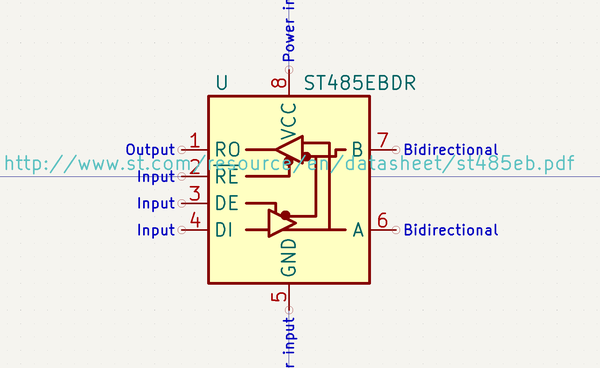 Power in
8
U ST485EBDR
VCC
Output 1 RO B 7 Bidirectional
http://www.st.com/resource/en/datasheet/st485eb.pdf
Input 2 RE
Input 3 DE
Input 4 DI A 6 Bidirectional
GND
5
r input